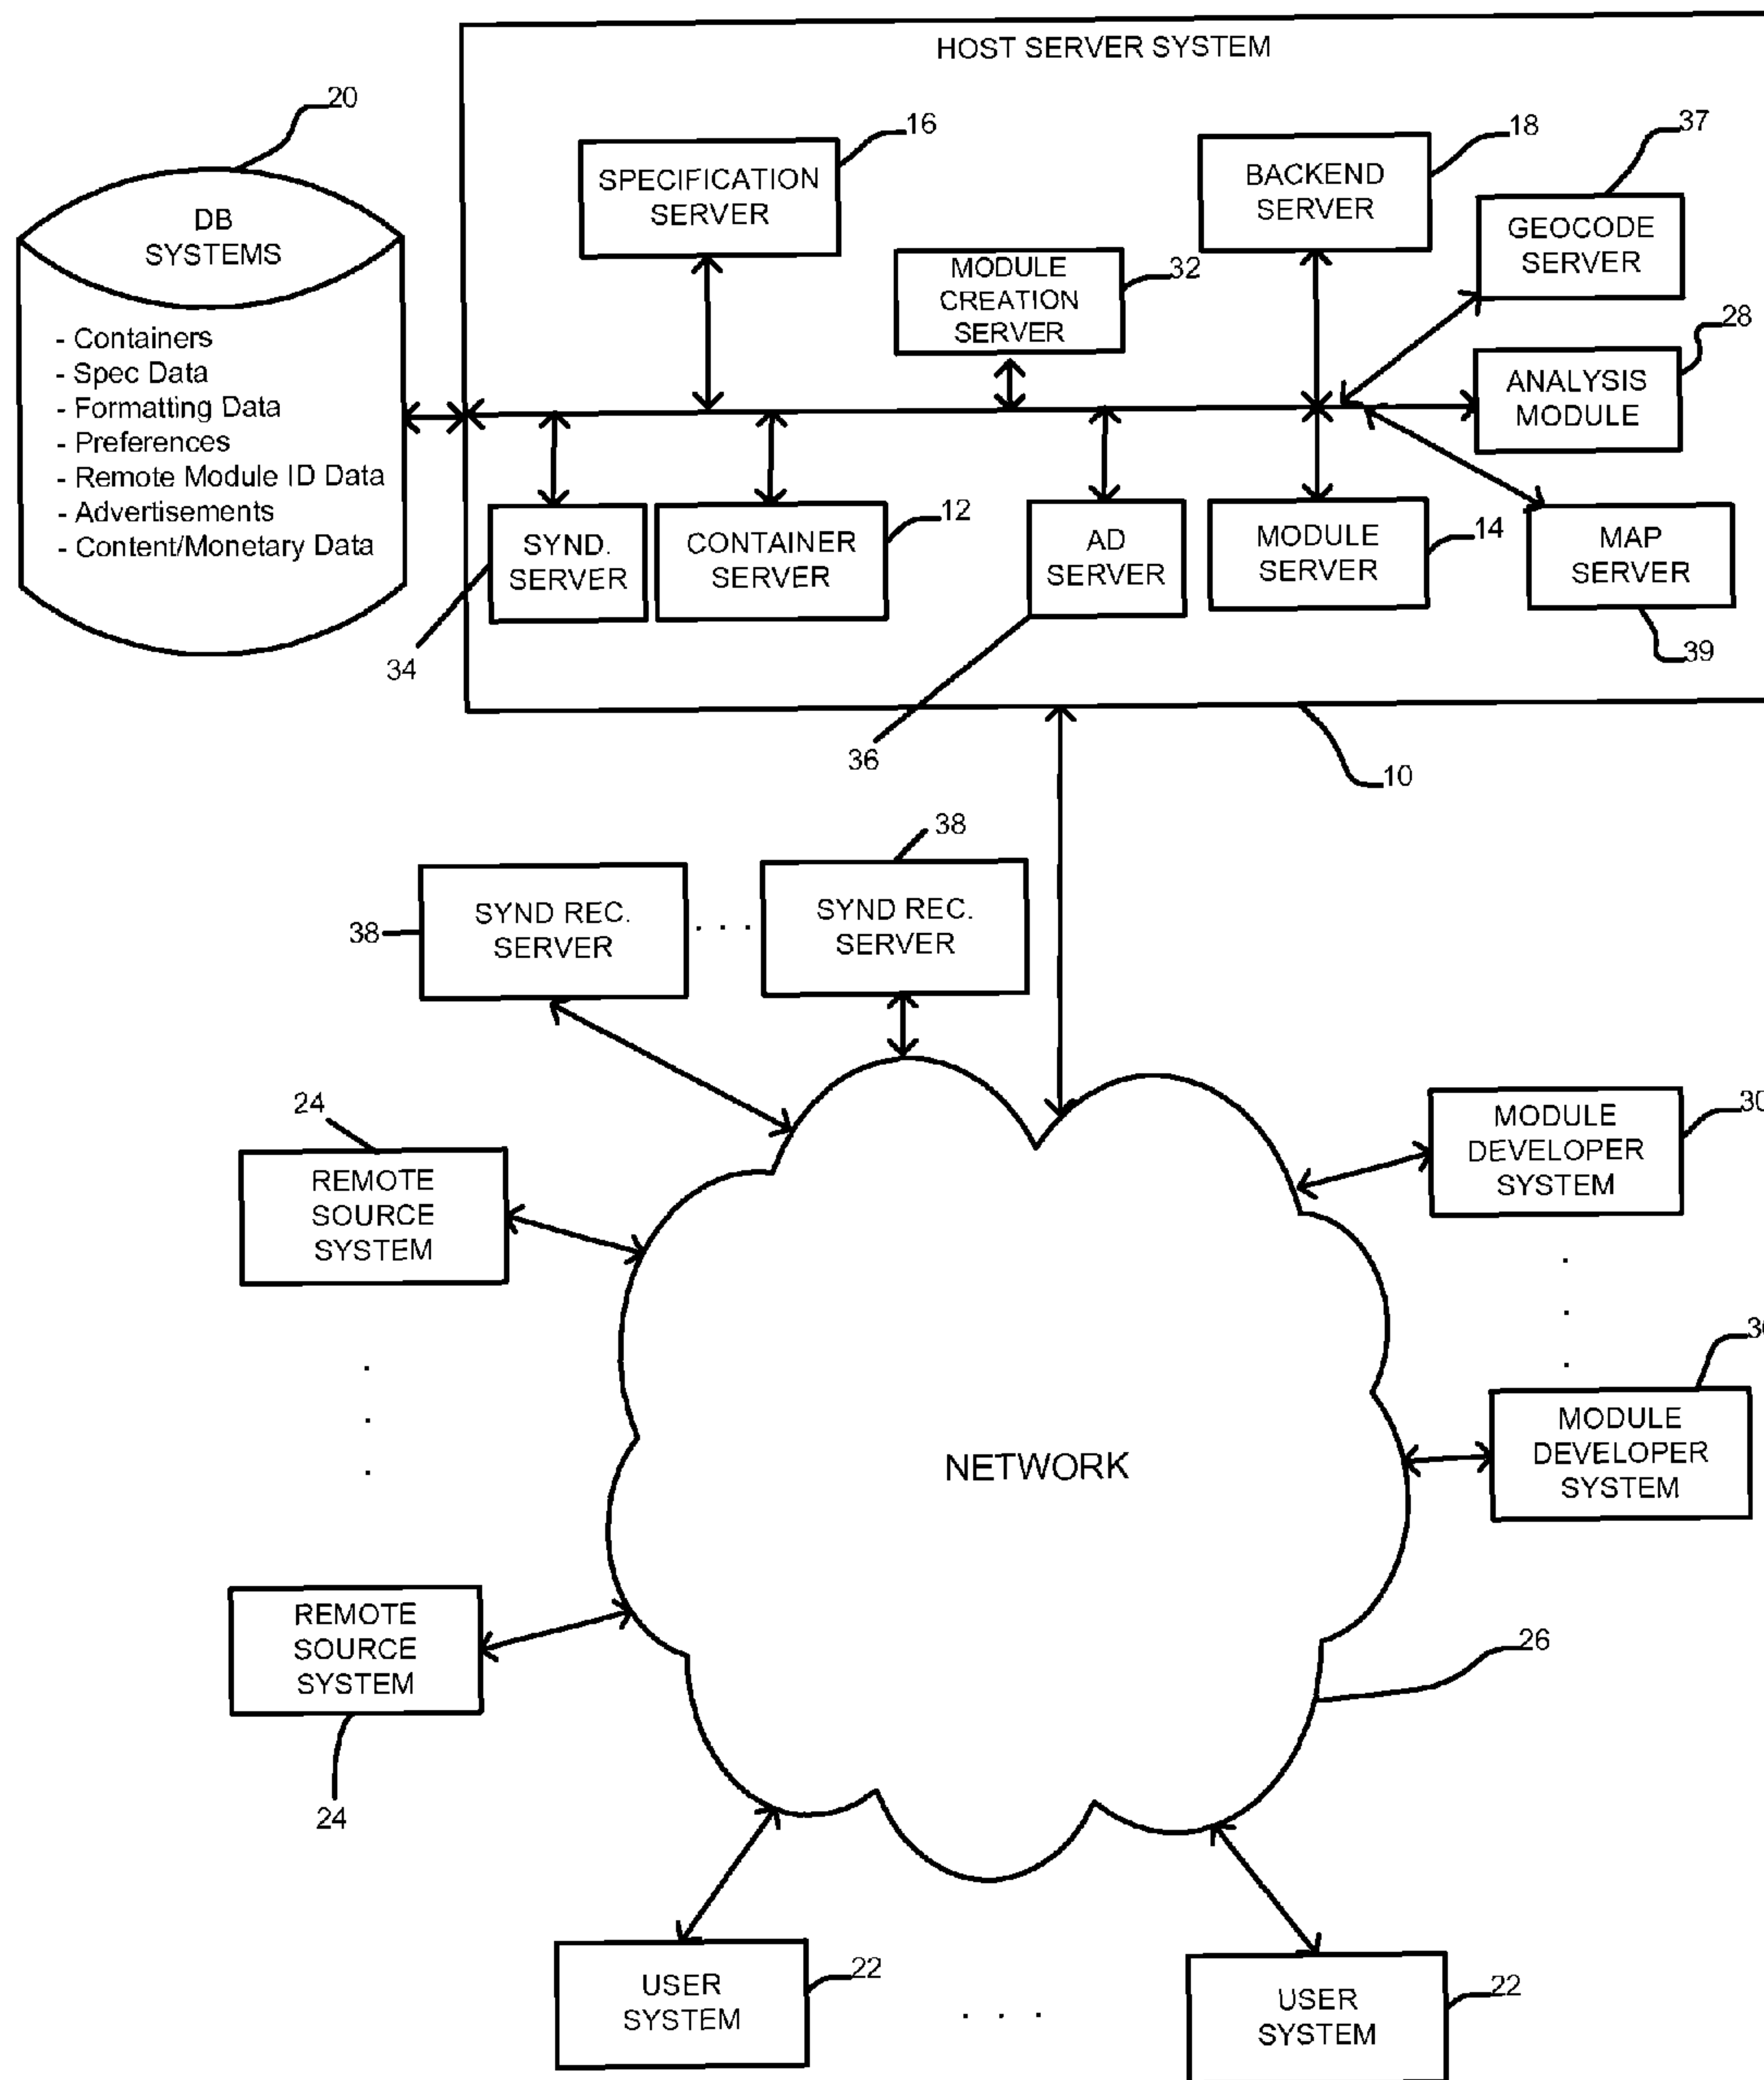 HOST SERVER SYSTEM
20
16
18
37
SPECIFICATION
SERVER
BACKEND
SERVER
GEOCODE
SERVER
DB
SYSTEMS
MODULE
CREATION
SERVER
32
28
- Containers
- Spec Data
- Formatting Data
- Preferences
- Remote Module ID Data
- Advertisements
- Content/Monetary Data
ANALYSIS
MODULE
SYND.
SERVER
CONTAINER
SERVER
12
AD
SERVER
MODULE
SERVER
14
MAP
SERVER
34
39
36
10
38
38
SYND REC.
SERVER
. . .
SYND REC.
SERVER
24
REMOTE
SOURCE
SYSTEM
MODULE
DEVELOPER
SYSTEM
30
.
.
.
.
.
.
MODULE
DEVELOPER
SYSTEM
NETWORK
REMOTE
SOURCE
SYSTEM
26
24
USER
SYSTEM
22
. . .
USER
SYSTEM
22